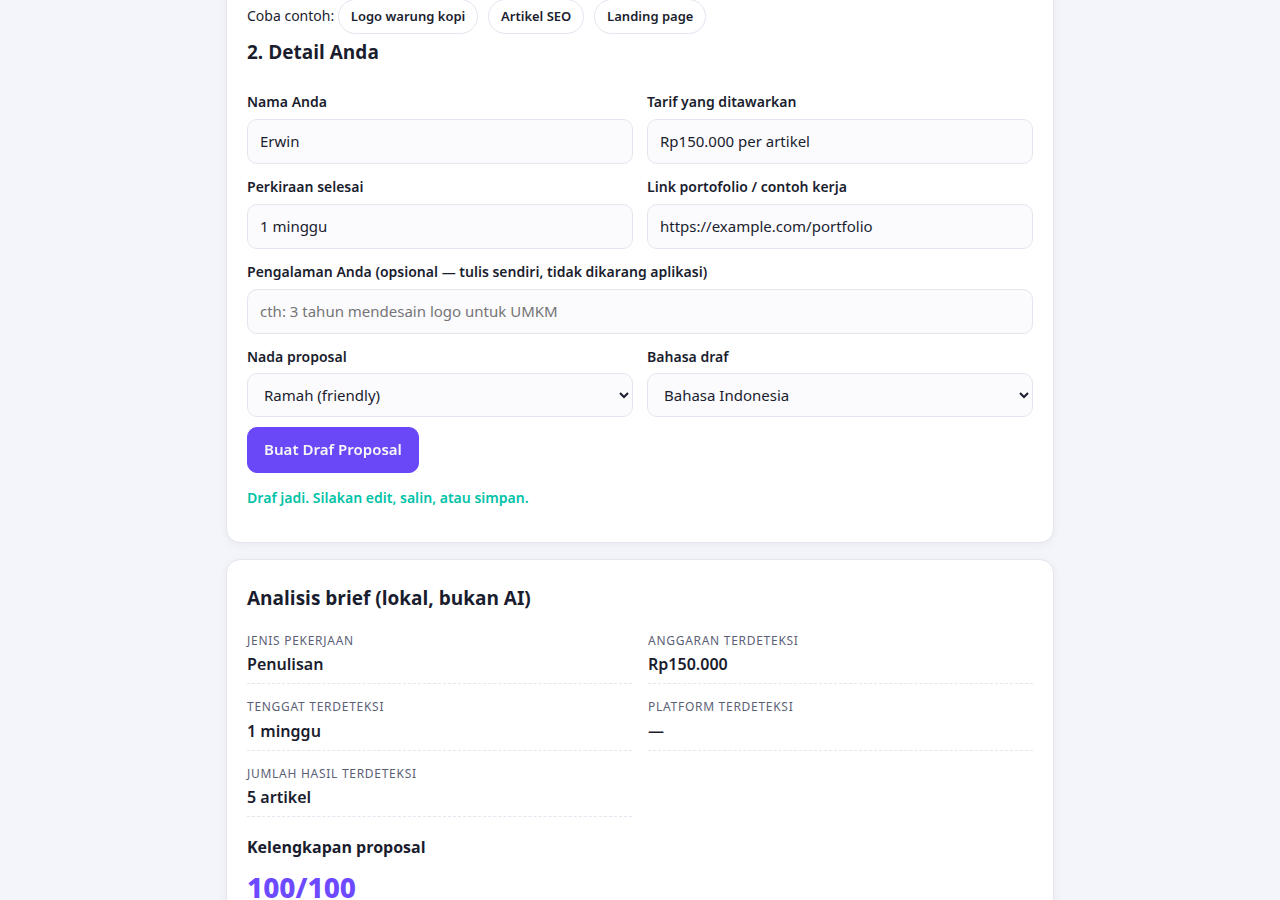 Coba contoh: Logo warung kopi Artikel SEO Landing page
2. Detail Anda
Nama Anda Tarif yang ditawarkan
Erwin Rp150.000 per artikel
Perkiraan selesai Link portofolio / contoh kerja
1 minggu https://example.com/portfolio
Pengalaman Anda (opsional — tulis sendiri, tidak dikarang aplikasi)
cth: 3 tahun mendesain logo untuk UMKM
Nada proposal Bahasa draf
Ramah (friendly) Bahasa Indonesia
Buat Draf Proposal
Draf jadi. Silakan edit, salin, atau simpan.
Analisis brief (lokal, bukan AI)
JENIS PEKERJAAN ANGGARAN TERDETEKSI
Penulisan Rp150.000
TENGGAT TERDETEKSI PLATFORM TERDETEKSI
1 minggu —
JUMLAH HASIL TERDETEKSI
5 artikel
Kelengkapan proposal
100/100